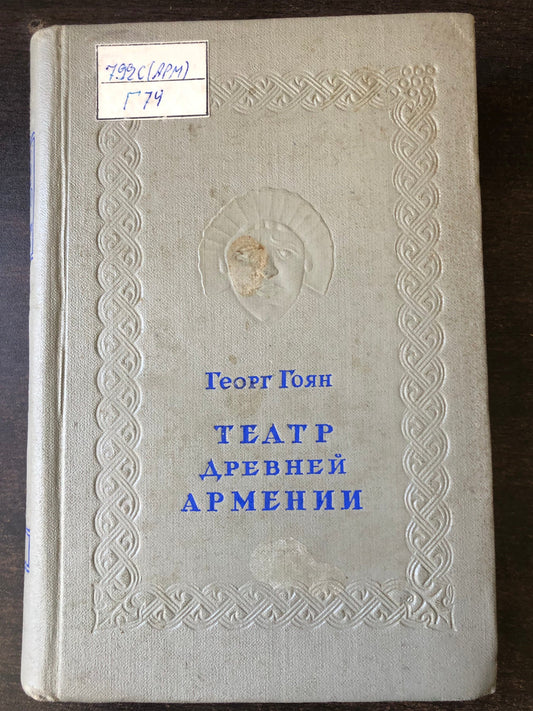 792С(АРМ)
Г74
ГЕОРГ ГОЯН
ТЕАТР
ДРЕВНЕЙ
АРМЕНИИ